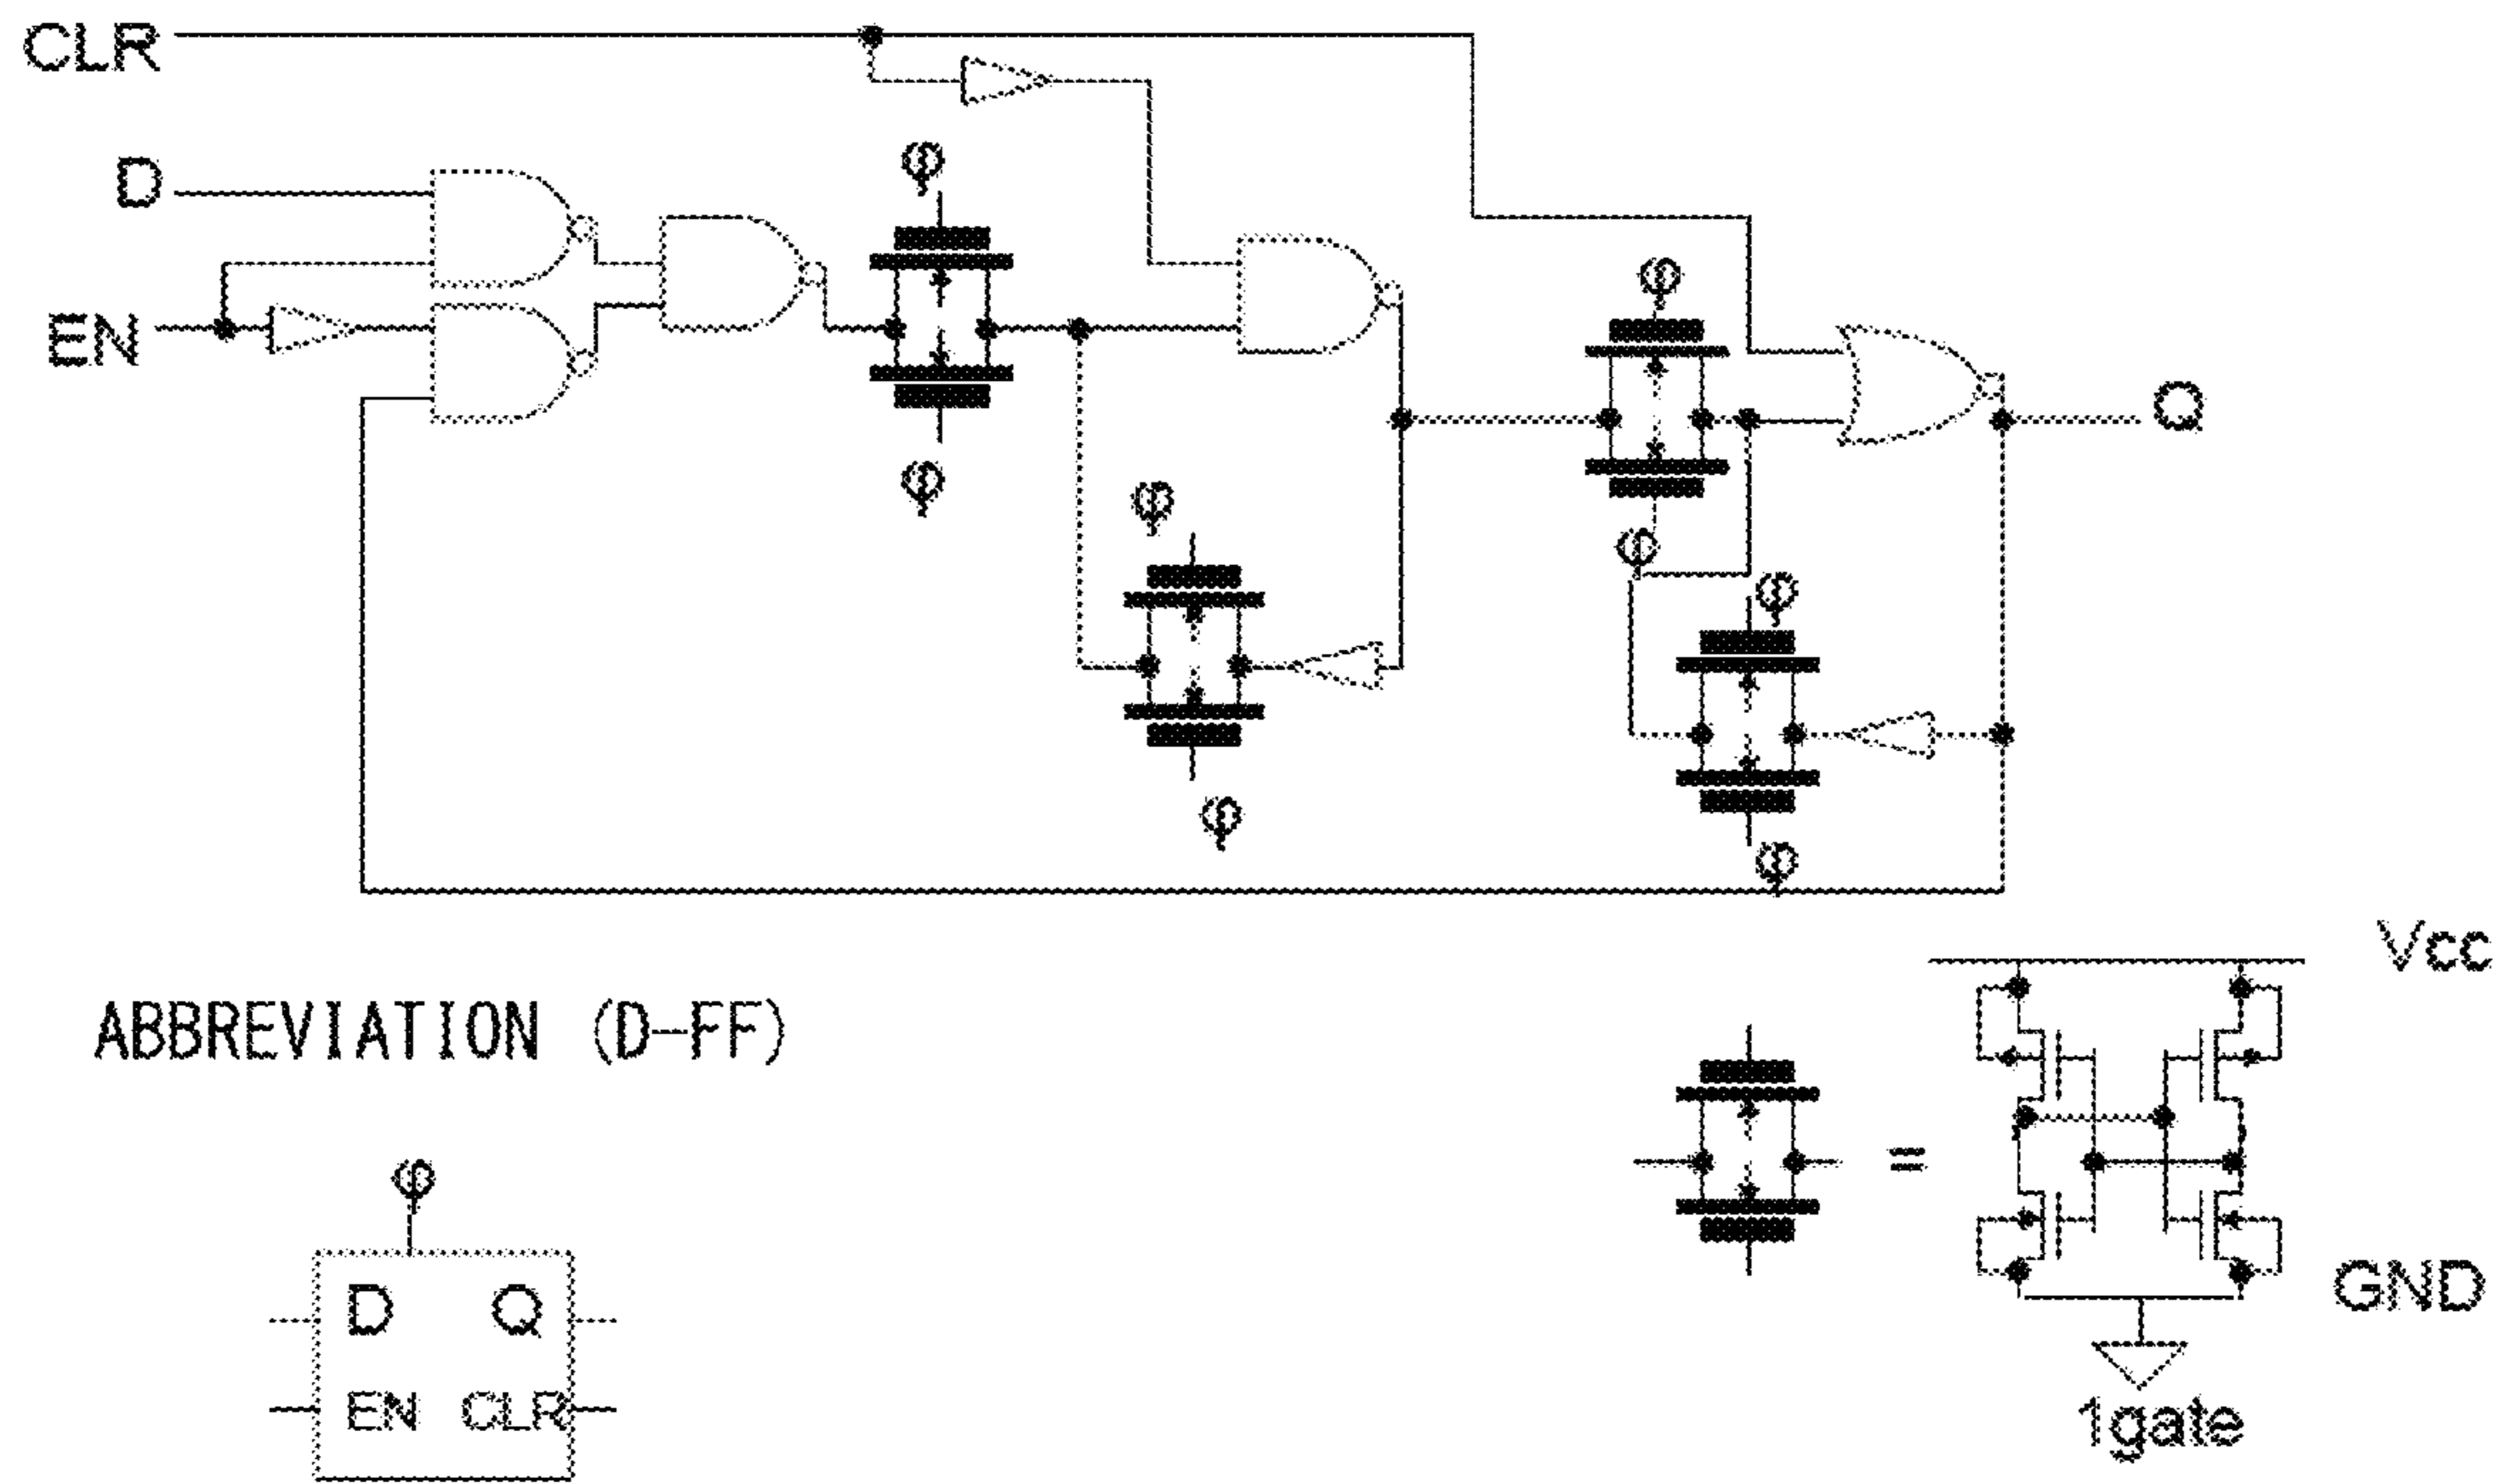 CLR
φ
D
φ
EN
Q
φ
φ
φ
φ
φ
φ
Vcc
ABBREVIATION (D-FF)
φ
=
D Q
GND
EN CLR
1gate